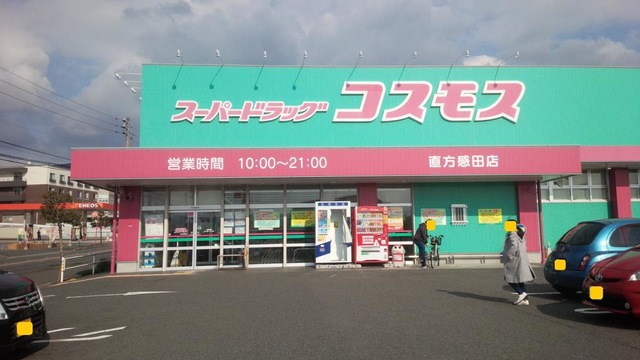 スーパードラッグ コスモス
営業時間 10:00～21:00 直方感田店
ENEOS